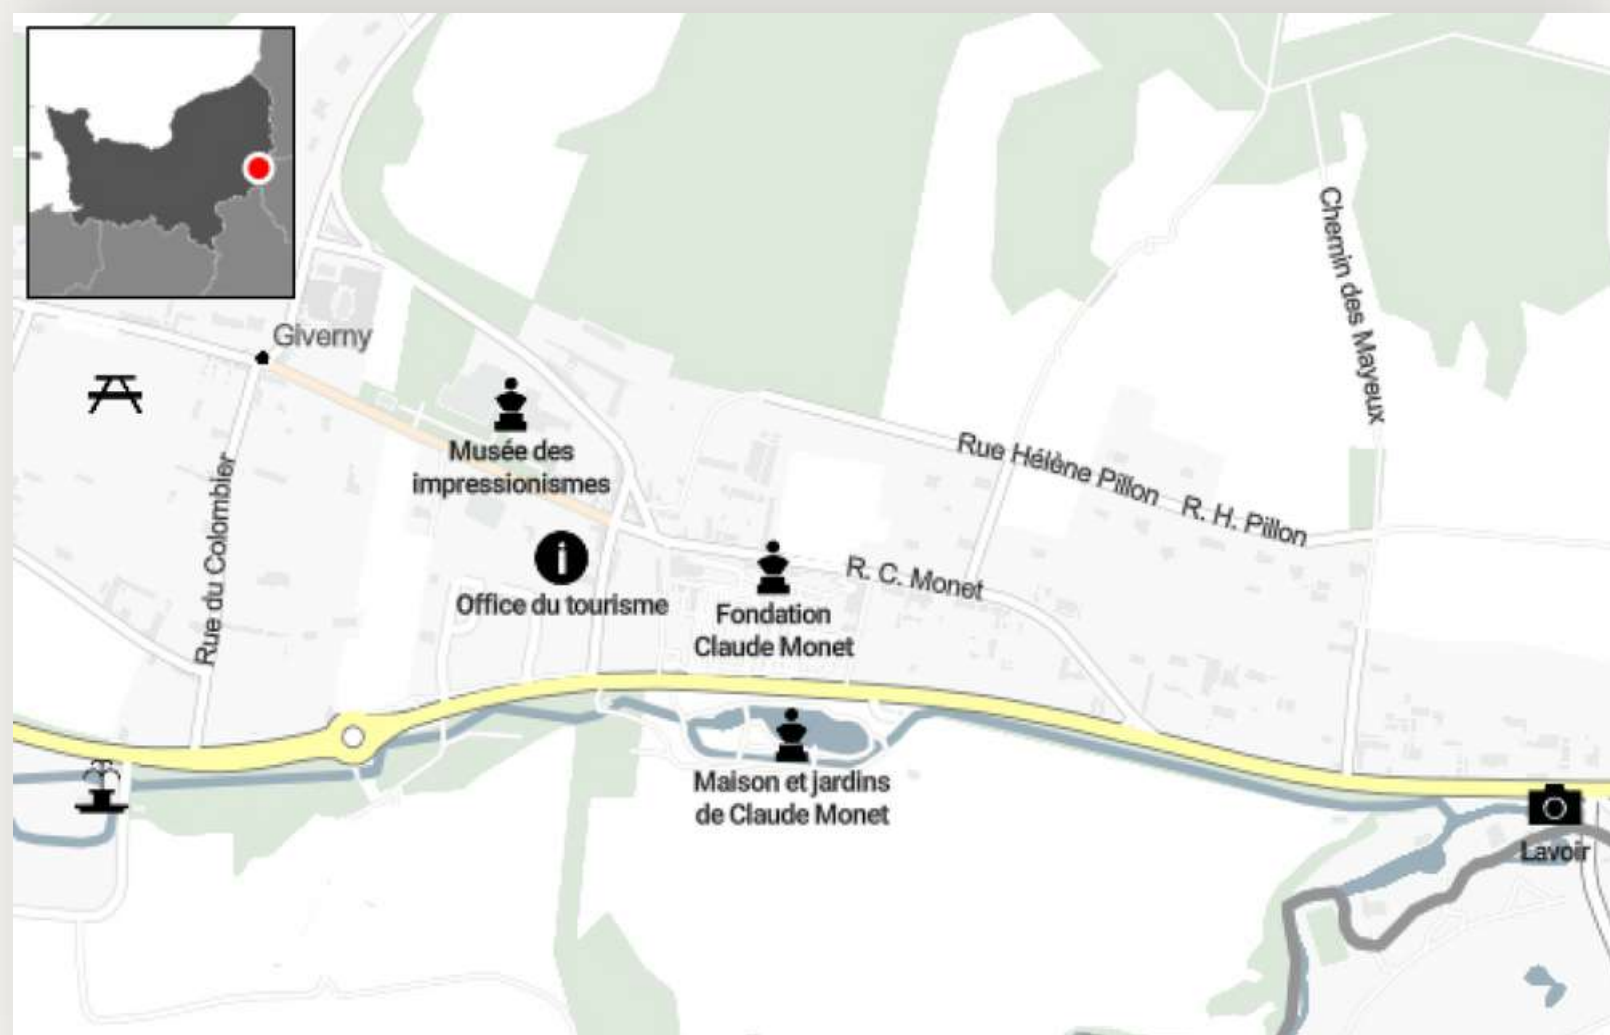 Giverny
Chemin des Mayeux
Musée des
impressionismes
Rue Hélène Pillon
R. H. Pillon
Rue du Colombier
i
Office du tourisme
R. C. Monet
Fondation
Claude Monet
Maison et jardins
de Claude Monet
Lavoir